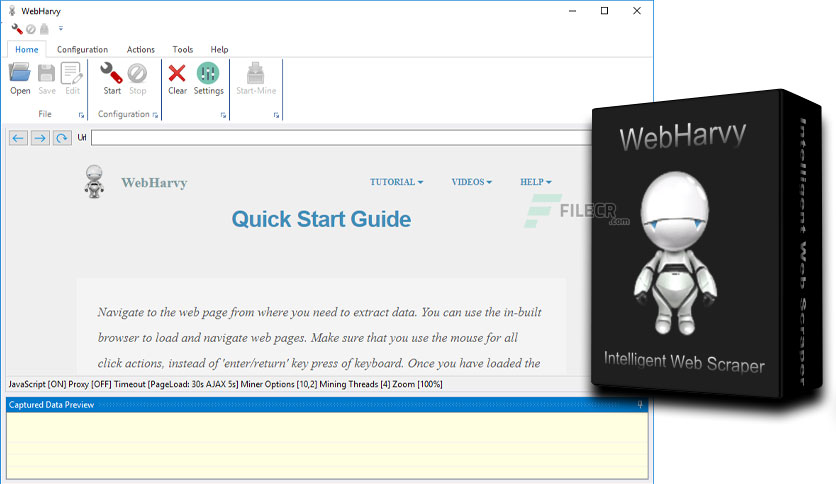 WebHarvy
Home Configuration Actions Tools Help
Open Save Edit Start Stop Clear Settings Start-Mine
File Configuration
Url
WebHarvy
TUTORIAL VIDEOS HELP
Quick Start Guide
FILECR
.com
Navigate to the web page from where you need to extract data. You can use the in-built
browser to load and navigate web pages. Make sure that you use the mouse for all
click actions, instead of 'enter/return' key press of keyboard. Once you have loaded the
JavaScript [ON] Proxy [OFF] Timeout [PageLoad: 30s AJAX 5s] Miner Options [10,2] Mining Threads [4] Zoom [100%]
Captured Data Preview
WebHarvy
Intelligent Web Scraper
Intelligent Web Scraper